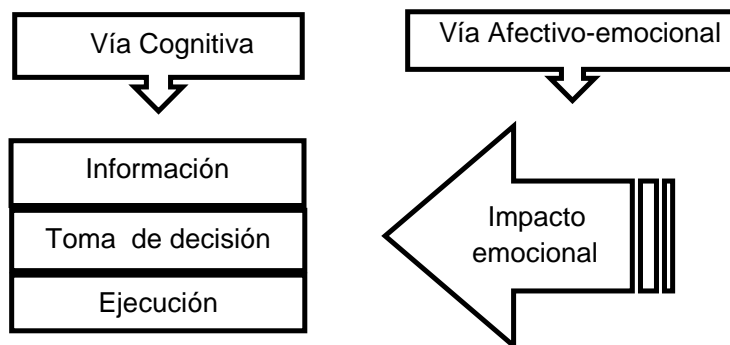 Vía Cognitiva
Vía Afectivo-emocional
Información
Toma de decisión
Ejecución
Impacto
emocional